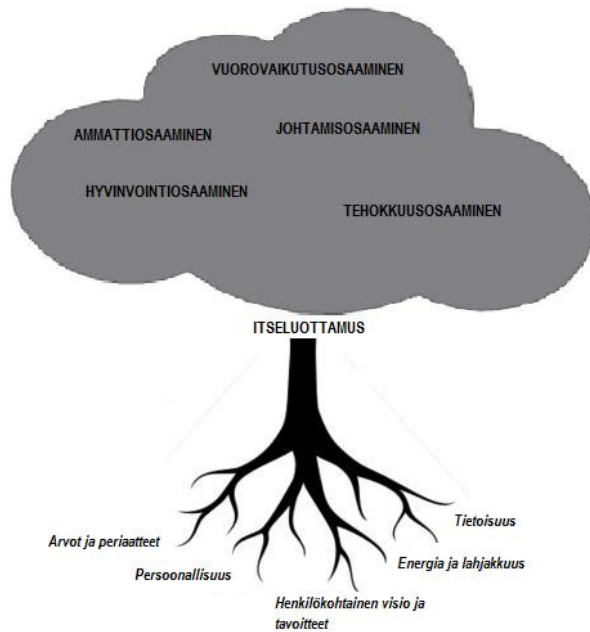 VUOROVAIKUTUSOSAAMINEN
AMMATTIOSAAMINEN
JOHTAMISOSAAMINEN
HYVINVOINTIOSAAMINEN
TEHOKKUUSOSAAMINEN
ITSELUOTTAMUS
Arvot ja periaatteet
Persoonallisuus
Henkilökohtainen visio ja
tavoitteet
Energia ja lahjakkuus
Tietoisuus